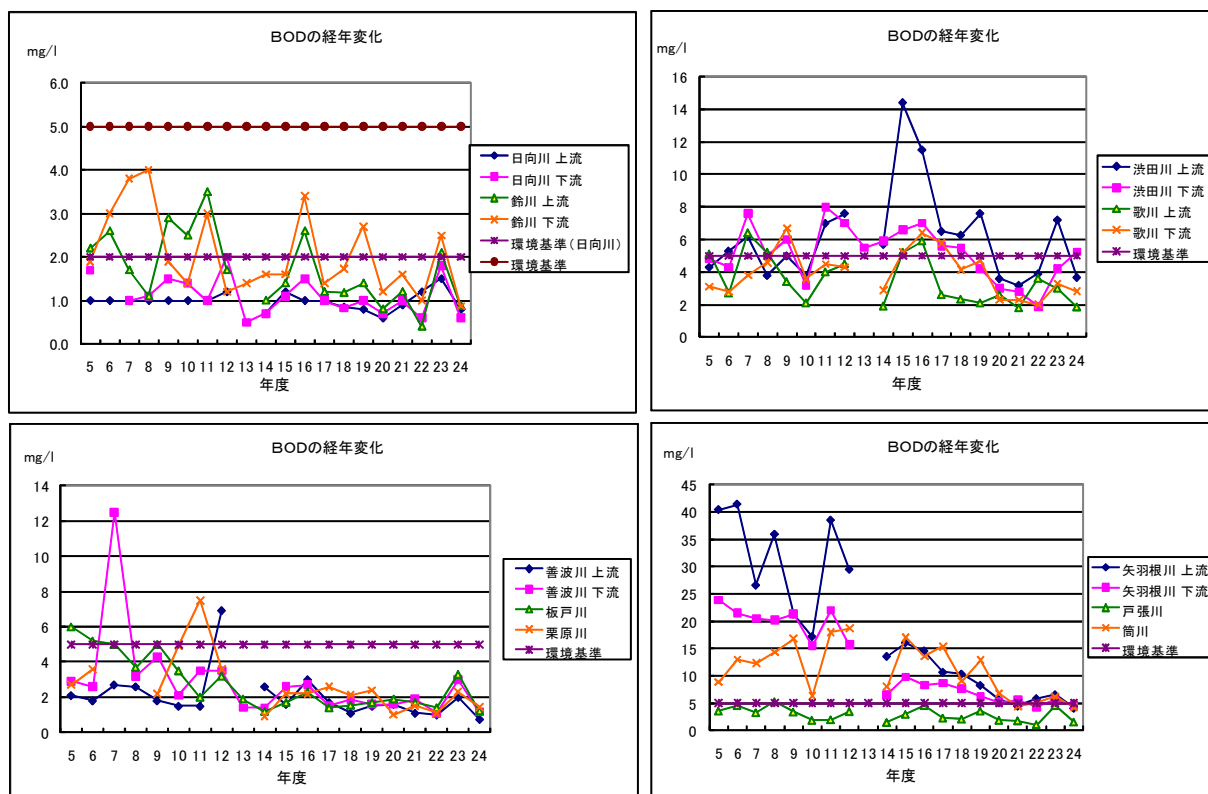 BODの経年変化
mg/l
6.0
5.0
4.0
3.0
2.0
1.0
0.0
5 6 7 8 9 10 11 12 13 14 15 16 17 18 19 20 21 22 23 24
年度
日向川 上流
日向川 下流
鈴川 上流
鈴川 下流
環境基準(日向川)
環境基準
BODの経年変化
mg/l
16
14
12
10
8
6
4
2
0
5 6 7 8 9 10 11 12 13 14 15 16 17 18 19 20 21 22 23 24
年度
渋田川 上流
渋田川 下流
歌川 上流
歌川 下流
環境基準
BODの経年変化
mg/l
14
12
10
8
6
4
2
0
5 6 7 8 9 10 11 12 13 14 15 16 17 18 19 20 21 22 23 24
年度
善波川 上流
善波川 下流
板戸川
栗原川
環境基準
BODの経年変化
mg/l
45
40
35
30
25
20
15
10
5
0
5 6 7 8 9 10 11 12 13 14 15 16 17 18 19 20 21 22 23 24
年度
矢羽根川 上流
矢羽根川 下流
戸張川
筒川
環境基準